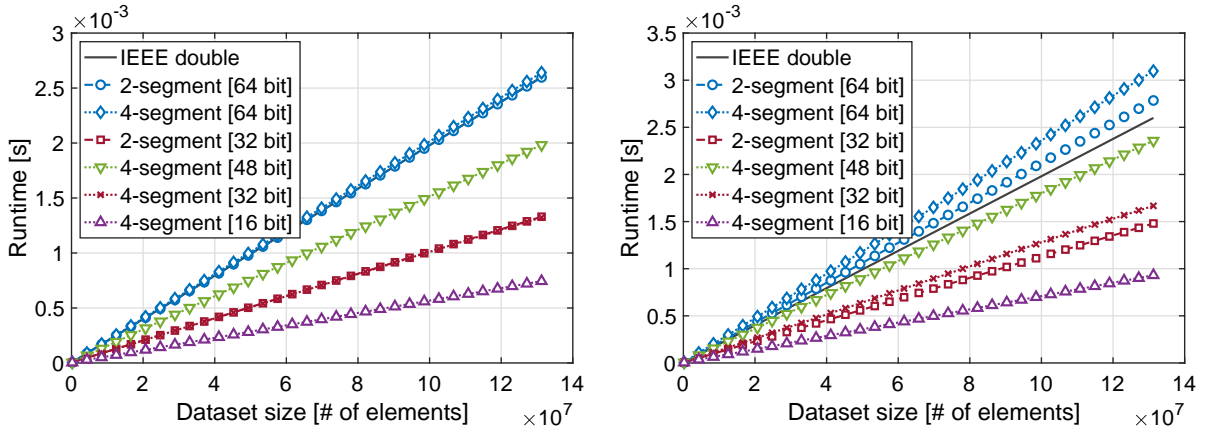 ×10-3
3
2.5
2
1.5
1
0.5
0
Runtime [s]
IEEE double
2-segment [64 bit]
4-segment [64 bit]
2-segment [32 bit]
4-segment [48 bit]
4-segment [32 bit]
4-segment [16 bit]
0 2 4 6 8 10 12 14
Dataset size [# of elements] ×10^7
×10-3
3.5
3
2.5
2
1.5
1
0.5
0
Runtime [s]
IEEE double
2-segment [64 bit]
4-segment [64 bit]
2-segment [32 bit]
4-segment [48 bit]
4-segment [32 bit]
4-segment [16 bit]
0 2 4 6 8 10 12 14
Dataset size [# of elements] ×10^7